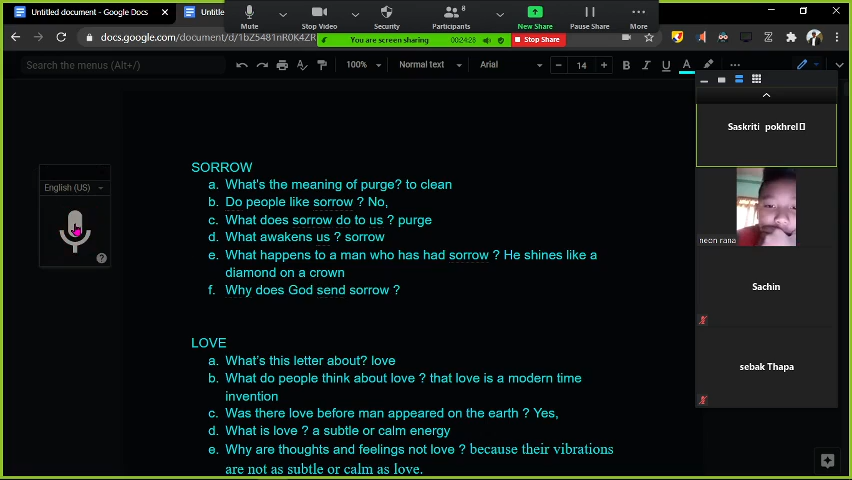 Untitled document - Google Docs
Untitled
Mute
Stop Video
Security
Participants
8
New Share
Pause Share
More
docs.google.com/document/d/1bZ5481nR0K4ZR
You are screen sharing
00:24:28
Stop Share
Search the menus (Alt+/)
100%
Normal text
Arial
14
B I U A
English (US)
SORROW
a. What's the meaning of purge? to clean
b. Do people like sorrow ? No,
c. What does sorrow do to us ? purge
d. What awakens us ? sorrow
e. What happens to a man who has had sorrow ? He shines like a
diamond on a crown
f. Why does God send sorrow ?
LOVE
a. What's this letter about? love
b. What do people think about love ? that love is a modern time
invention
c. Was there love before man appeared on the earth ? Yes,
d. What is love ? a subtle or calm energy
e. Why are thoughts and feelings not love ? because their vibrations
are not as subtle or calm as love.
Saskriti pokhrel
neon rana
Sachin
sebak Thapa